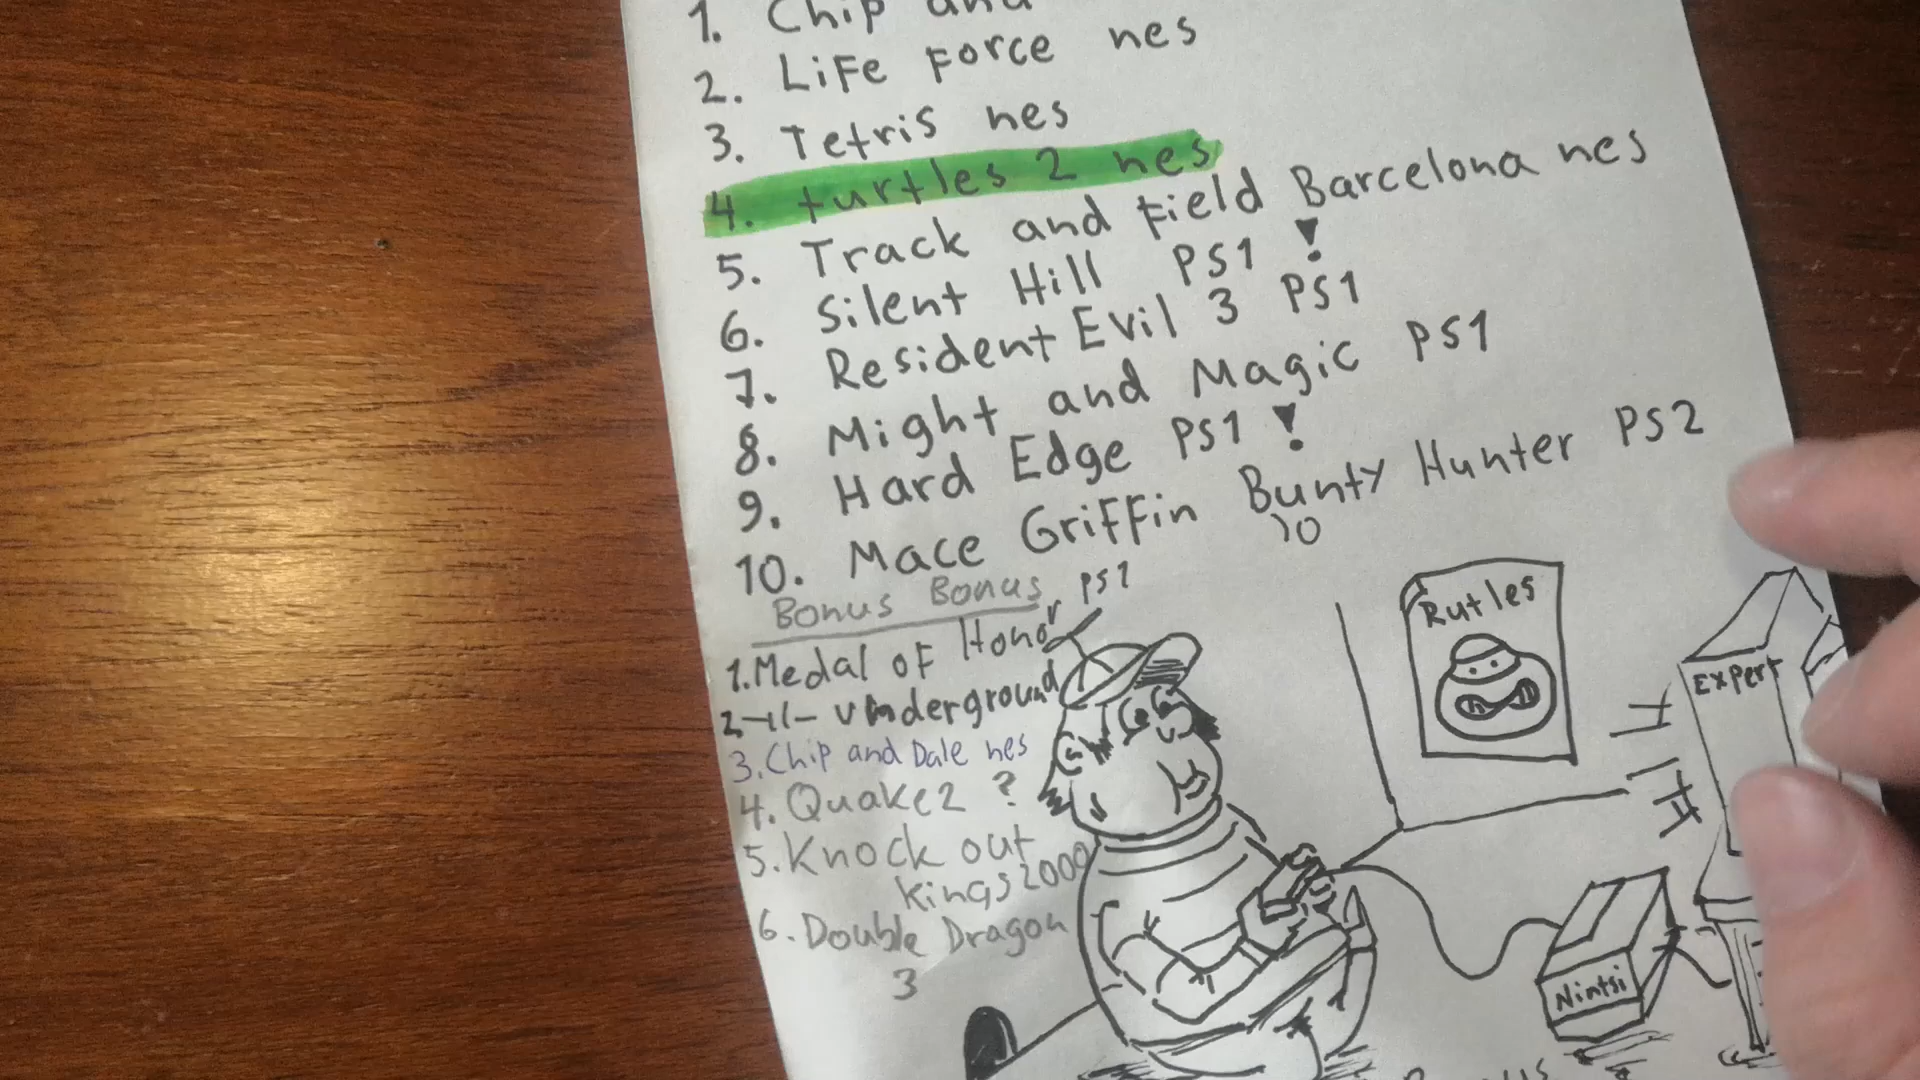 1. Chip and
2. Life Force nes
3. Tetris nes
4. turtles 2 nes
5. Track and Field Barcelona nes
6. Silent Hill PS1 !
7. Resident Evil 3 PS1
8. Might and Magic PS1
9. Hard Edge PS1 !
10. Mace Griffin Bunty Hunter PS2
10
Bonus Bonus
1. Medal of Honor PS1
2 -11- Underground
3. Chip and Dale nes
4. Quake 2 ?
5. Knock out
Kings 2000
6. Double Dragon
3
Rutles
Expert
Nintsi